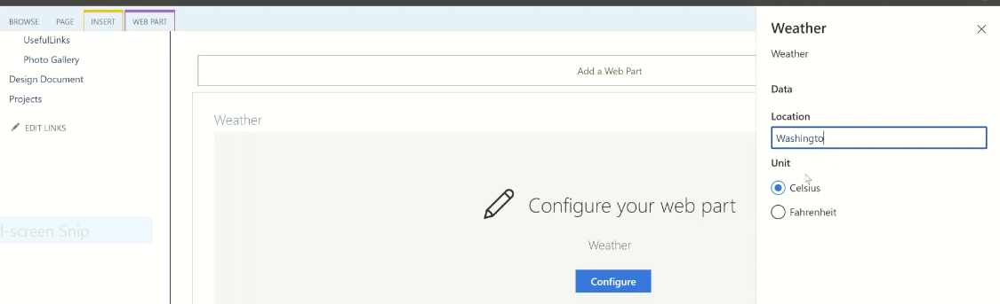 BROWSE PAGE INSERT WEB PART
UsefulLinks
Photo Gallery
Design Document
Projects
EDIT LINKS
l-screen Snip
Add a Web Part
Weather
Configure your web part
Weather
Configure
Weather
Weather
Data
Location
Washingto
Unit
Celsius
Fahrenheit